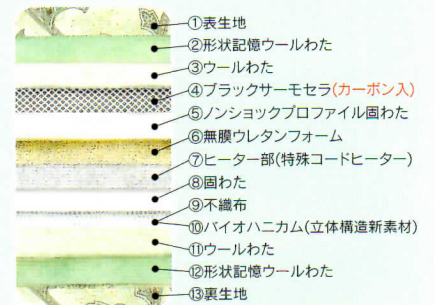 ①表生地
②形状記憶ウールわた
③ウールわた
④ブラックサーモセラ(カーボン入)
⑤ノンショックプロファイル固わた
⑥無膜ウレタンフォーム
⑦ヒーター部(特殊コードヒーター)
⑧固わた
⑨不織布
⑩バイオハニカム(立体構造新素材)
⑪ウールわた
⑫形状記憶ウールわた
⑬裏生地